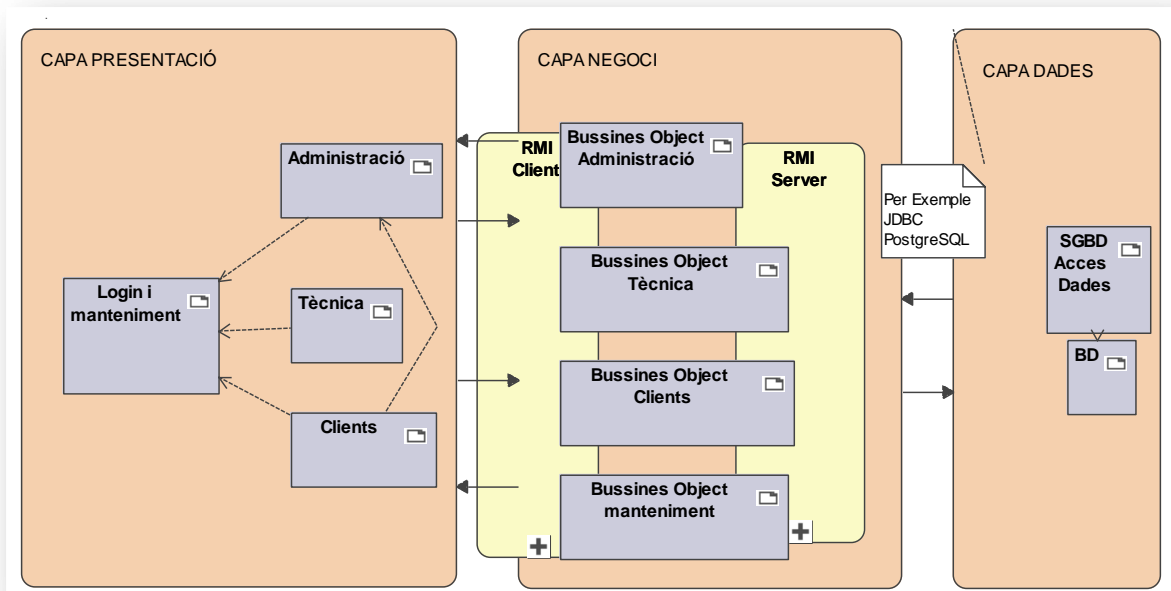 CAPA PRESENTACIÓ
Administració
Login i
manteniment
Tècnica
Clients
CAPA NEGOCI
RMI
Client
Bussines Object
Administració
RMI
Server
Bussines Object
Tècnica
Bussines Object
Clients
Bussines Object
manteniment
Per Exemple
JDBC
PostgreSQL
CAPA DADES
SGBD
Acces
Dades
BD